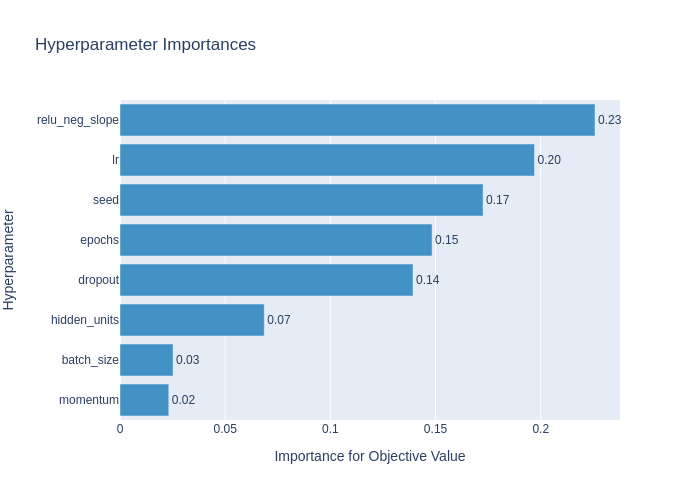 Hyperparameter Importances
Hyperparameter
relu_neg_slope 0.23
lr 0.20
seed 0.17
epochs 0.15
dropout 0.14
hidden_units 0.07
batch_size 0.03
momentum 0.02
0 0.05 0.1 0.15 0.2
Importance for Objective Value